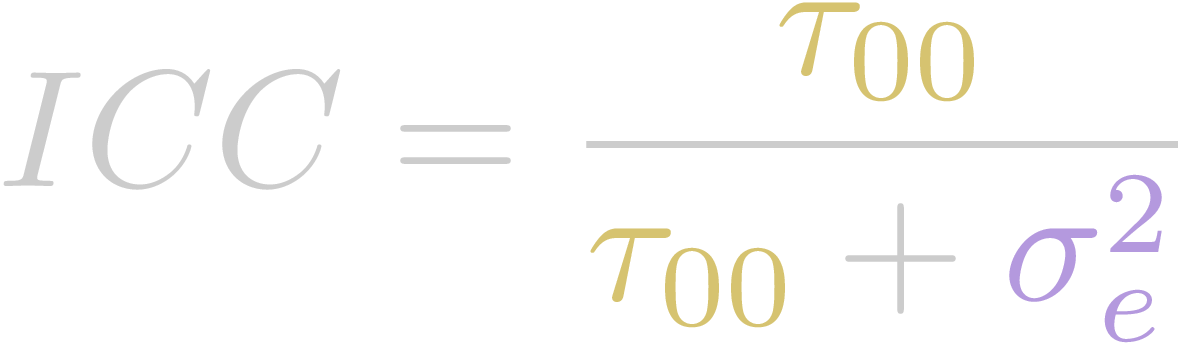 ICC = τ₀₀ / (τ₀₀ + σₑ²)